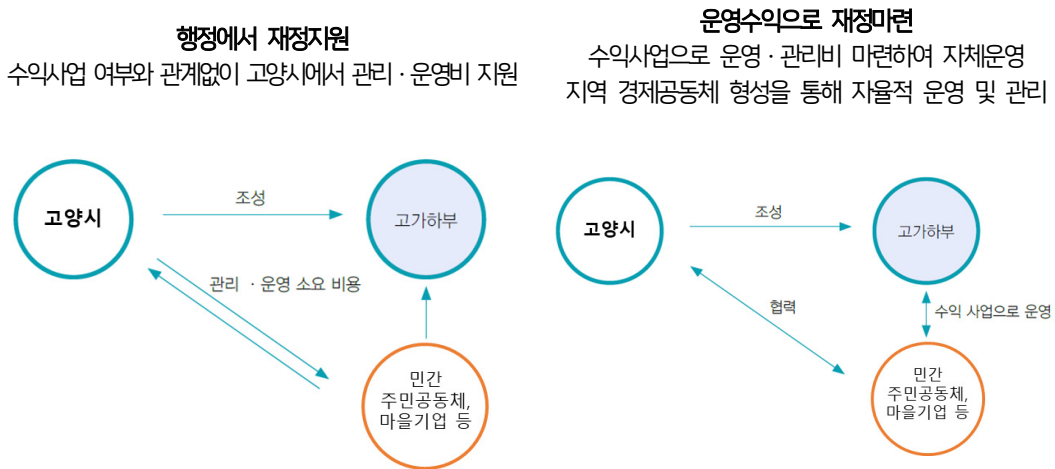 행정에서 재정지원
수익사업 여부와 관계없이 고양시에서 관리 · 운영비 지원
고양시
조성
고가하부
관리 · 운영 소요 비용
민간
주민공동체,
마을기업 등
운영수익으로 재정마련
수익사업으로 운영 · 관리비 마련하여 자체운영
지역 경제공동체 형성을 통해 자율적 운영 및 관리
고양시
조성
고가하부
협력
수익 사업으로 운영
민간
주민공동체,
마을기업 등